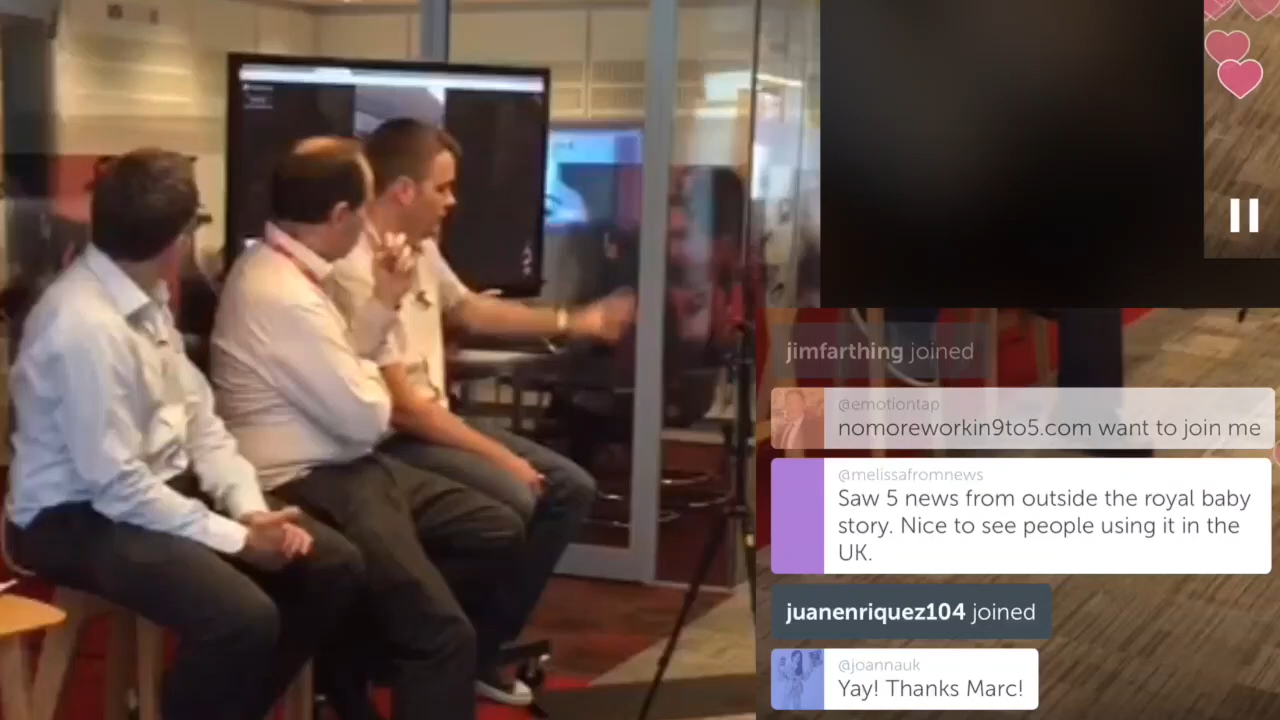 jimfarthing joined
@emotiontap
nomoreworkin9to5.com want to join me
@melissafromnews
Saw 5 news from outside the royal baby
story. Nice to see people using it in the
UK.
juanenriquez104 joined
@joannauk
Yay! Thanks Marc!